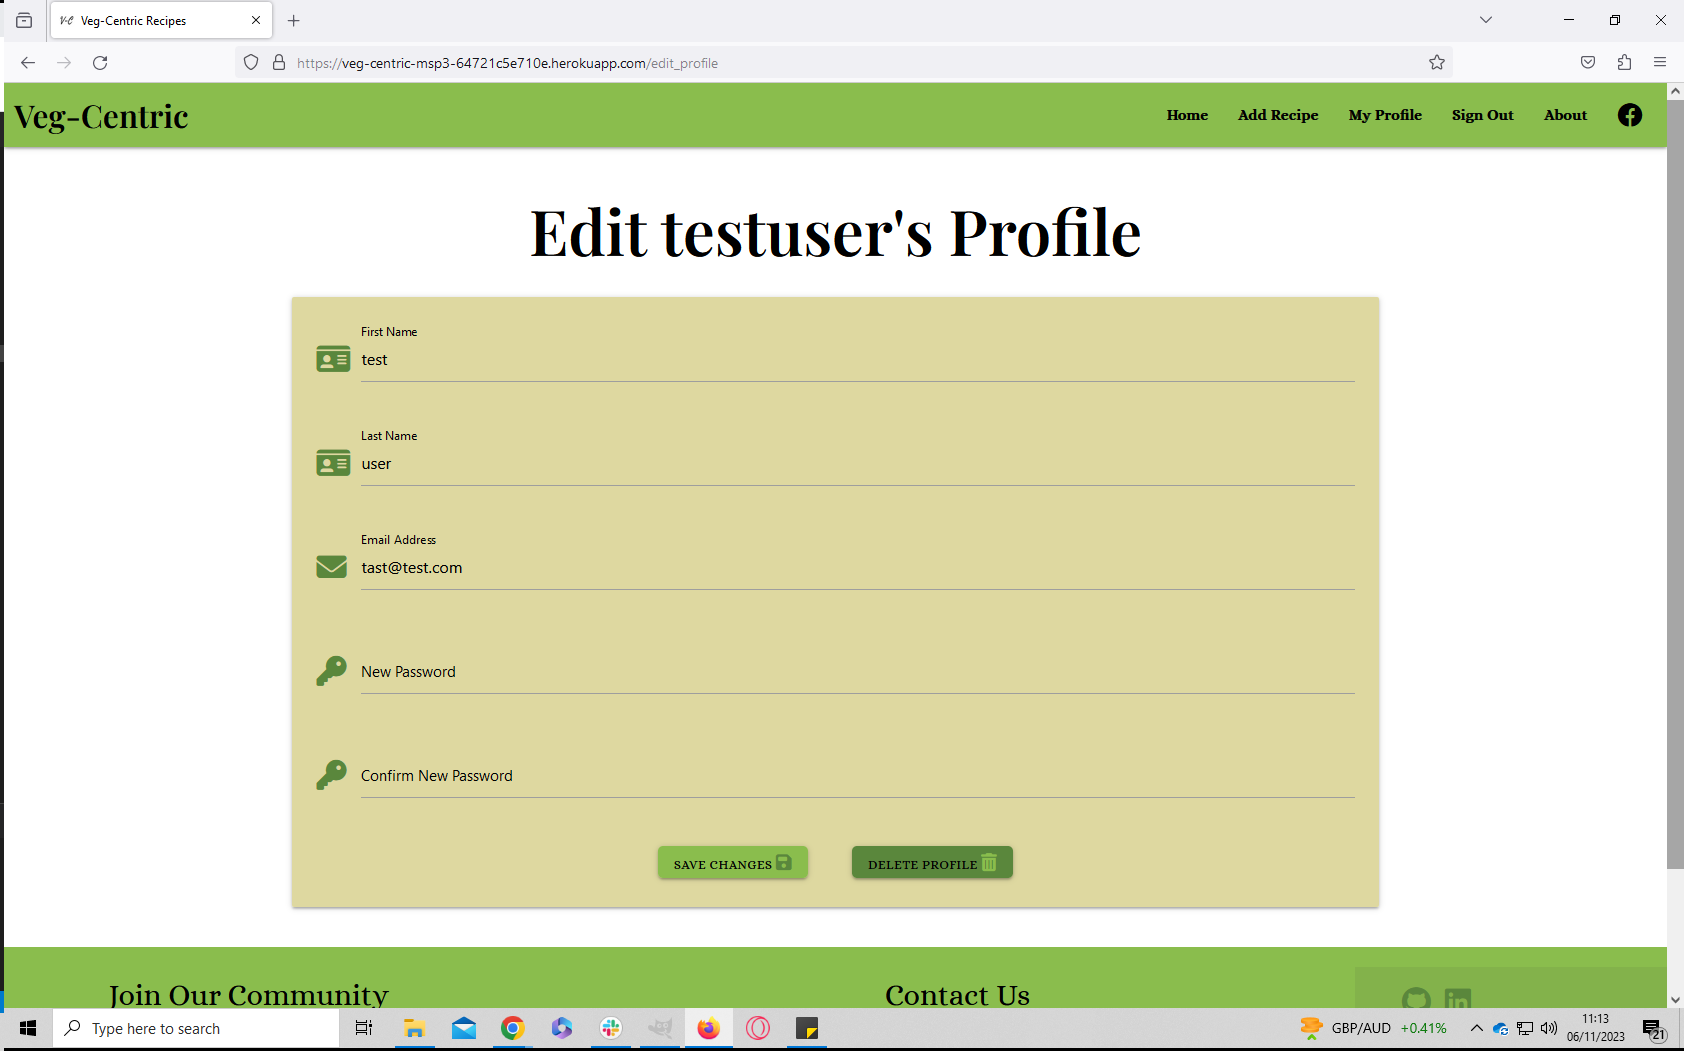 V-C Veg-Centric Recipes
https://veg-centric-msp3-64721c5e710e.herokuapp.com/edit_profile
Veg-Centric
Home Add Recipe My Profile Sign Out About
Edit testuser's Profile
First Name
test
Last Name
user
Email Address
tast@test.com
New Password
Confirm New Password
SAVE CHANGES DELETE PROFILE
Join Our Community Contact Us
Type here to search
GBP/AUD +0.41%
11:13
06/11/2023
21